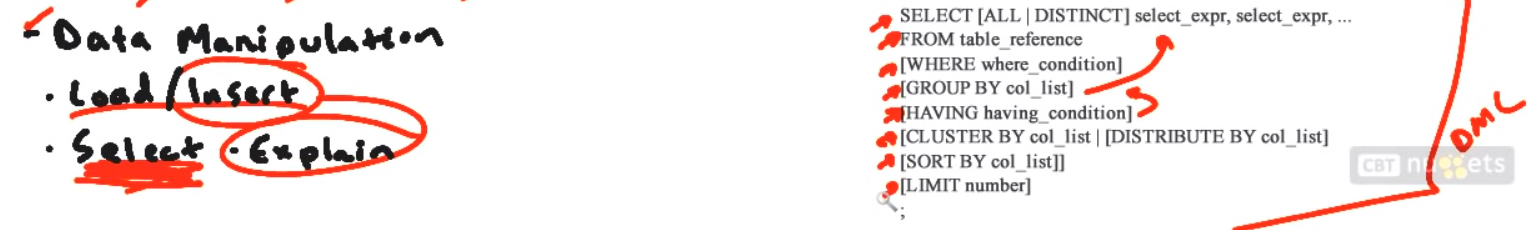 - Data Manipulation
· Load/Insert
· Select · Explain
SELECT [ALL | DISTINCT] select_expr, select_expr, ...
FROM table_reference
[WHERE where_condition]
[GROUP BY col_list]
[HAVING having_condition]
[CLUSTER BY col_list | [DISTRIBUTE BY col_list]
[SORT BY col_list]]
[LIMIT number]
;
DML
CBT nuggets